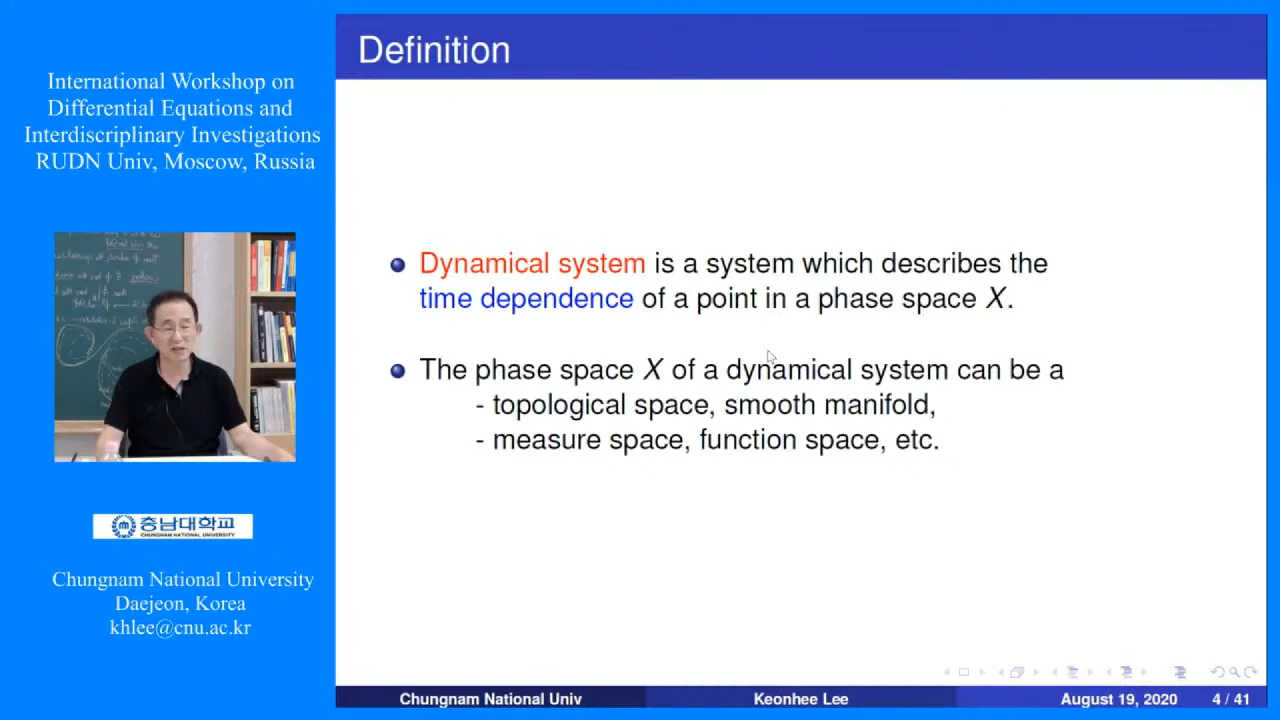 International Workshop on
Differential Equations and
Interdisciplinary Investigations
RUDN Univ, Moscow, Russia
충남대학교
CHUNGNAM NATIONAL UNIVERSITY
Chungnam National University
Daejeon, Korea
khlee@cnu.ac.kr
Definition
Dynamical system is a system which describes the
time dependence of a point in a phase space X.
The phase space X of a dynamical system can be a
- topological space, smooth manifold,
- measure space, function space, etc.
Chungnam National Univ
Keonhee Lee
August 19, 2020
4 / 41